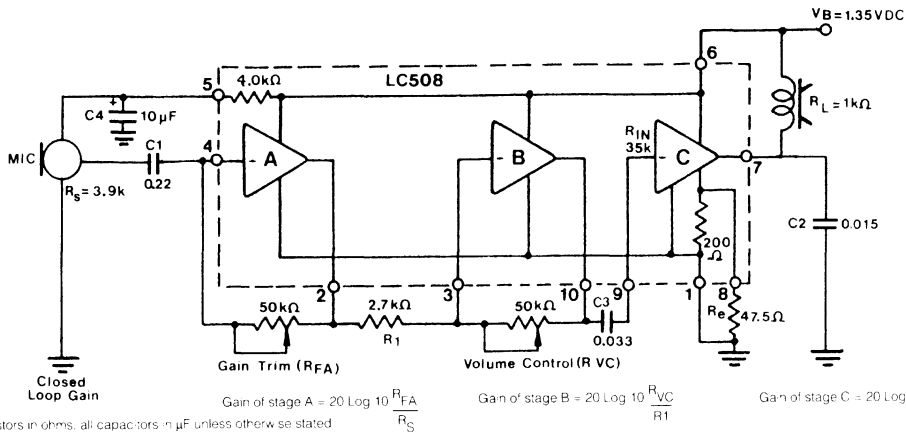 VB=1.35VDC
6
5
4.0kΩ
LC508
C4
+
10µF
RL=1kΩ
MIC
C1
4
- A
- B
RIN
35k
- C
7
Rs=3.9k
0.22
C2
0.015
200
Ω
2
3
10
9
1
8
50kΩ
2.7kΩ
50kΩ
C3
Re
47.5Ω
R1
0.033
Gain Trim (RFA)
Volume Control (R VC)
Closed
Loop Gain
Gain of stage A = 20 Log 10 RFA
RS
Gain of stage B = 20 Log 10 RVC
R1
Gain of stage C = 20 Log
in ohms, all capacitors in µF unless otherwise stated